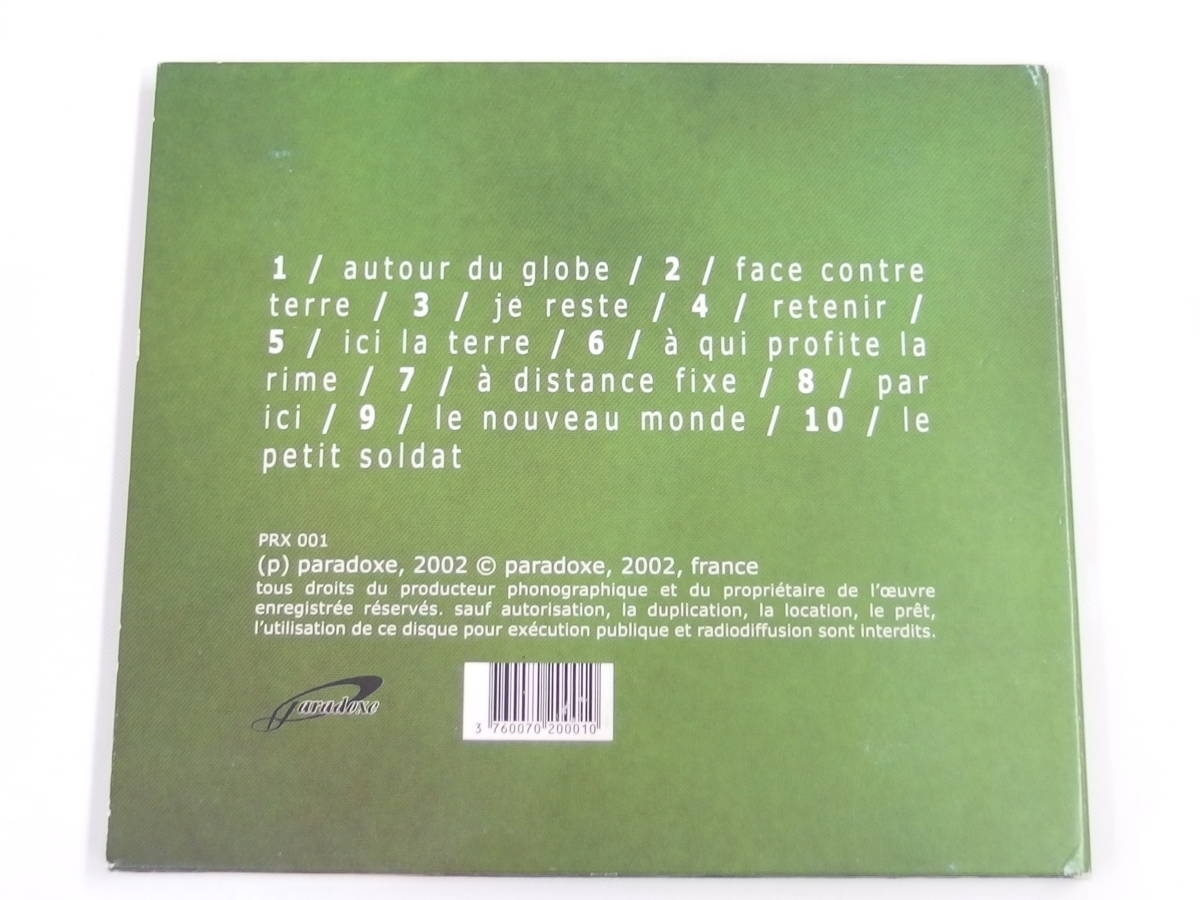 1 / autour du globe / 2 / face contre
terre / 3 / je reste / 4 / retenir /
5 / ici la terre / 6 / à qui profite la
rime / 7 / à distance fixe / 8 / par
ici / 9 / le nouveau monde / 10 / le
petit soldat
PRX 001
(p) paradoxe, 2002 © paradoxe, 2002, france
tous droits du producteur phonographique et du propriétaire de l'œuvre
enregistrée réservés. sauf autorisation, la duplication, la location, le prêt,
l'utilisation de ce disque pour exécution publique et radiodiffusion sont interdits.
Paradoxe
3 760070 200010